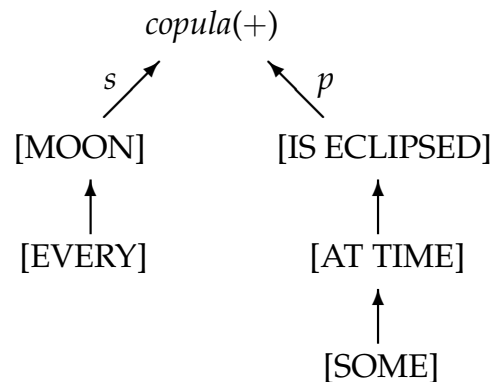 copula(+)
s p
[MOON] [IS ECLIPSED]
[EVERY] [AT TIME]
[SOME]